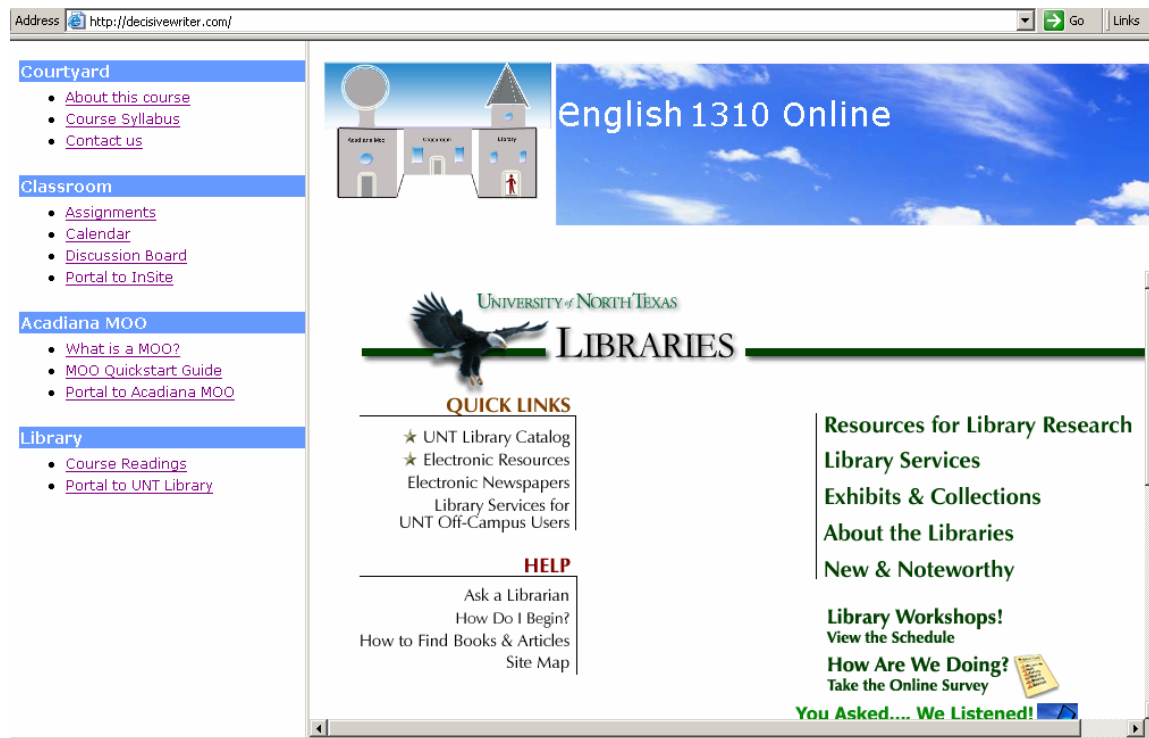 Address http://decisivewriter.com/ Go Links
Courtyard
About this course
Course Syllabus
Contact us
Classroom
Assignments
Calendar
Discussion Board
Portal to InSite
Acadiana MOO
What is a MOO?
MOO Quickstart Guide
Portal to Acadiana MOO
Library
Course Readings
Portal to UNT Library
Acadiana Moo Classroom Library
English 1310 Online
UNIVERSITY of NORTH TEXAS
LIBRARIES
QUICK LINKS
UNT Library Catalog
Electronic Resources
Electronic Newspapers
Library Services for
UNT Off-Campus Users
HELP
Ask a Librarian
How Do I Begin?
How to Find Books & Articles
Site Map
Resources for Library Research
Library Services
Exhibits & Collections
About the Libraries
New & Noteworthy
Library Workshops!
View the Schedule
How Are We Doing?
Take the Online Survey
You Asked.... We Listened!